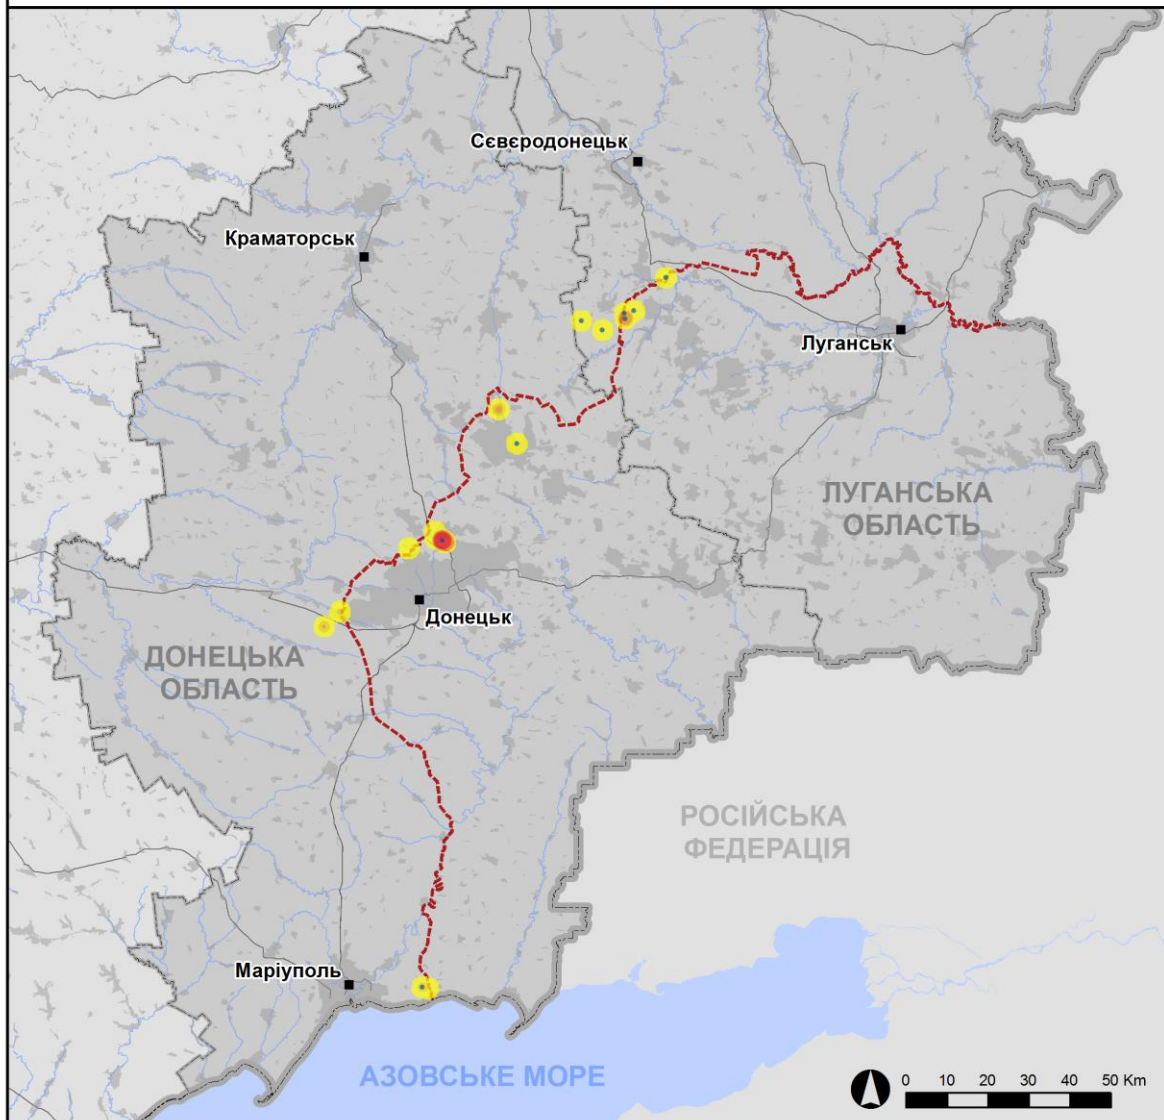 Сєвєродонецьк
Краматорськ
Луганськ
ЛУГАНСЬКА
ОБЛАСТЬ
Донецьк
ДОНЕЦЬКА
ОБЛАСТЬ
РОСІЙСЬКА
ФЕДЕРАЦІЯ
Маріуполь
АЗОВСЬКЕ МОРЕ
0 10 20 30 40 50 Km